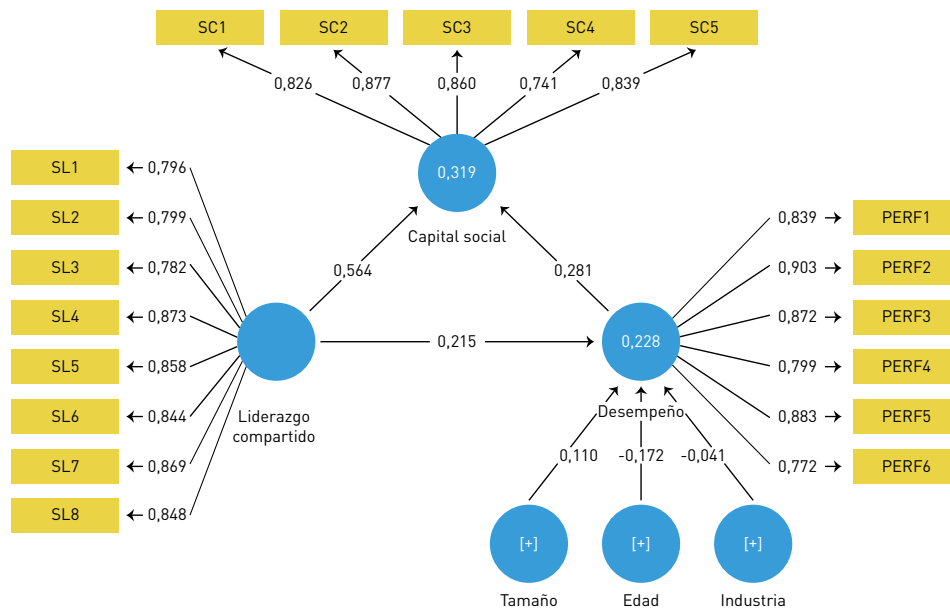 SC1 SC2 SC3 SC4 SC5
0,826 0,877 0,860 0,741 0,839
0,319
Capital social
SL1 0,796
SL2 0,799
SL3 0,782
SL4 0,873
SL5 0,858
SL6 0,844
SL7 0,869
SL8 0,848
Liderazgo
compartido
0,564
0,281
0,215
0,228
Desempeño
0,839 PERF1
0,903 PERF2
0,872 PERF3
0,799 PERF4
0,883 PERF5
0,772 PERF6
0,110 -0,172 -0,041
[+] [+] [+]
Tamaño Edad Industria